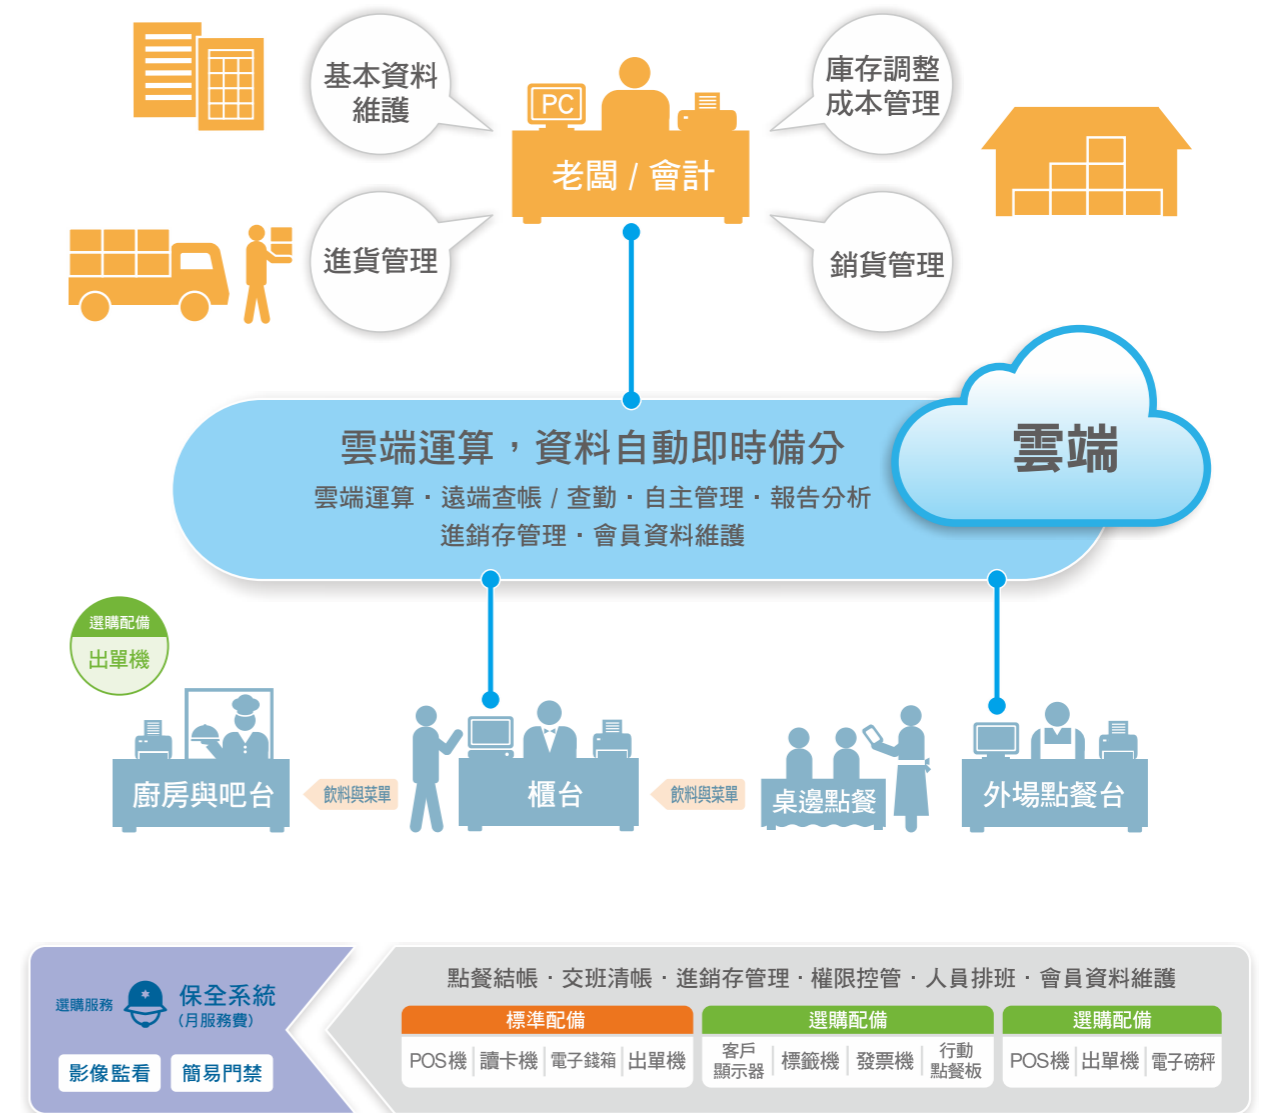 基本資料
維護
PC
老闆 / 會計
庫存調整
成本管理
進貨管理
銷貨管理
雲端運算，資料自動即時備分
雲端
雲端運算．遠端查帳 / 查勤．自主管理．報告分析
進銷存管理．會員資料維護
選購配備
出單機
廚房與吧台
飲料與菜單
櫃台
飲料與菜單
桌邊點餐
外場點餐台
選購服務
保全系統
(月服務費)
影像監看
簡易門禁
點餐結帳．交班清帳．進銷存管理．權限控管．人員排班．會員資料維護
標準配備
POS機
讀卡機
電子錢箱
出單機
選購配備
客戶
顯示器
標籤機
發票機
行動
點餐板
選購配備
POS機
出單機
電子磅秤